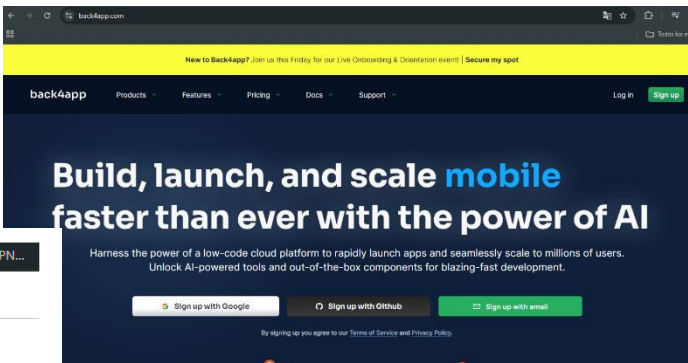 back4app.com
Todos los m
New to Back4app? Join us this Friday for our Live Onboarding & Orientation event! | Secure my spot
back4app Products Features Pricing Docs Support Log in Sign up
Build, launch, and scale mobile
faster than ever with the power of AI
PN...
Harness the power of a low-code cloud platform to rapidly launch apps and seamlessly scale to millions of users.
Unlock AI-powered tools and out-of-the-box components for blazing-fast development.
Sign up with Google Sign up with Github Sign up with email
By signing up you agree to our Terms of Service and Privacy Policy.